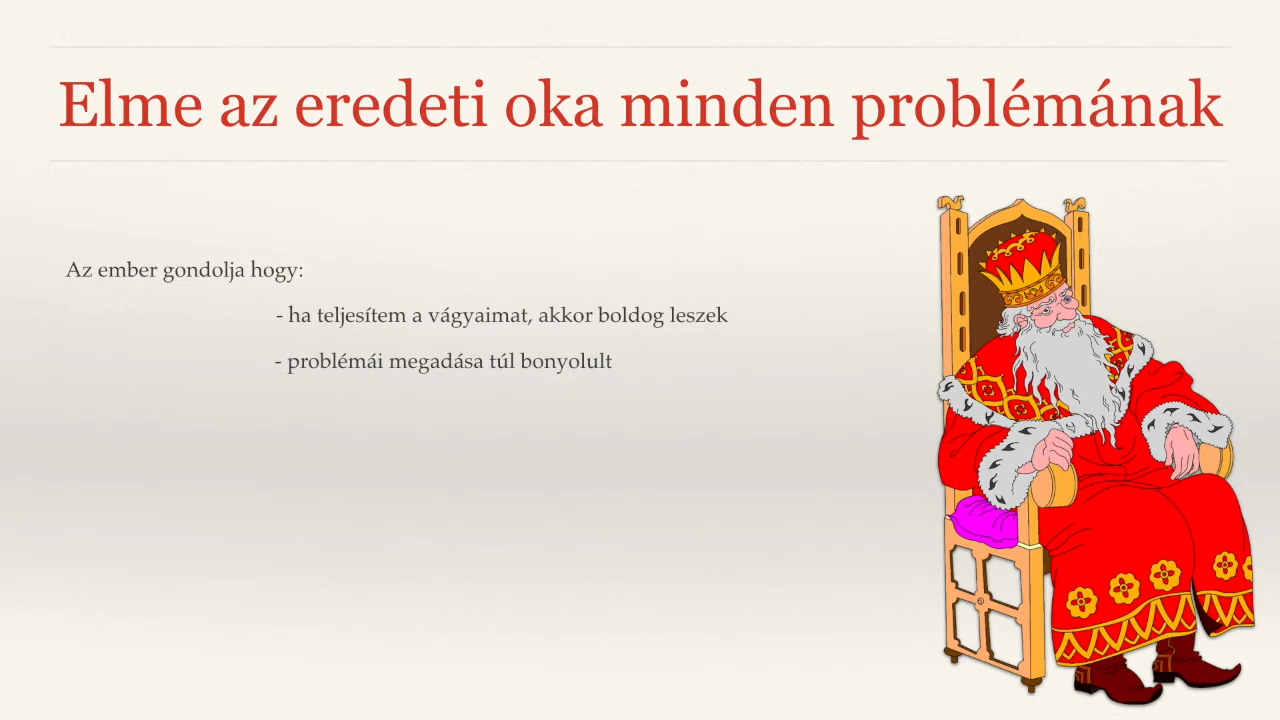 Elme az eredeti oka minden problémának
Az ember gondolja hogy:
- ha teljesítem a vágyaimat, akkor boldog leszek
- problémái megadása túl bonyolult